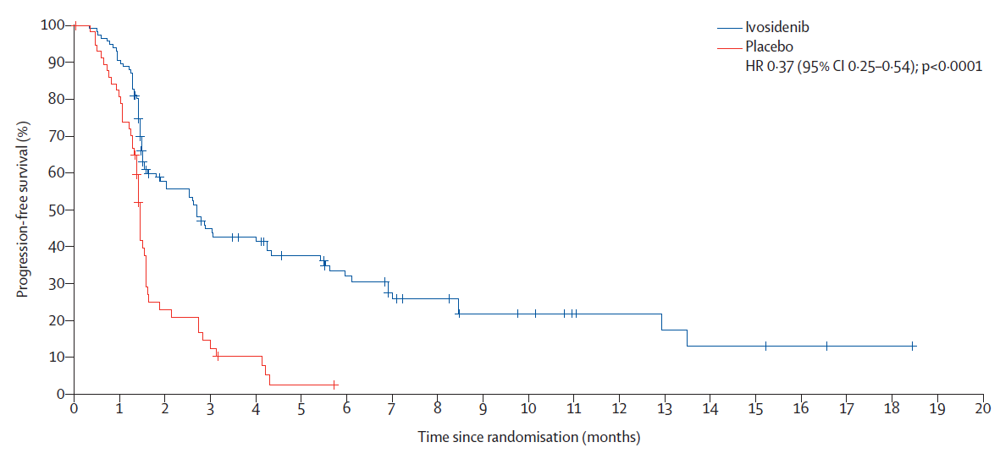 Ivosidenib
Placebo
HR 0·37 (95% CI 0·25–0·54); p<0·0001
Progression-free survival (%)
100
90
80
70
60
50
40
30
20
10
0
0 1 2 3 4 5 6 7 8 9 10 11 12 13 14 15 16 17 18 19 20
Time since randomisation (months)